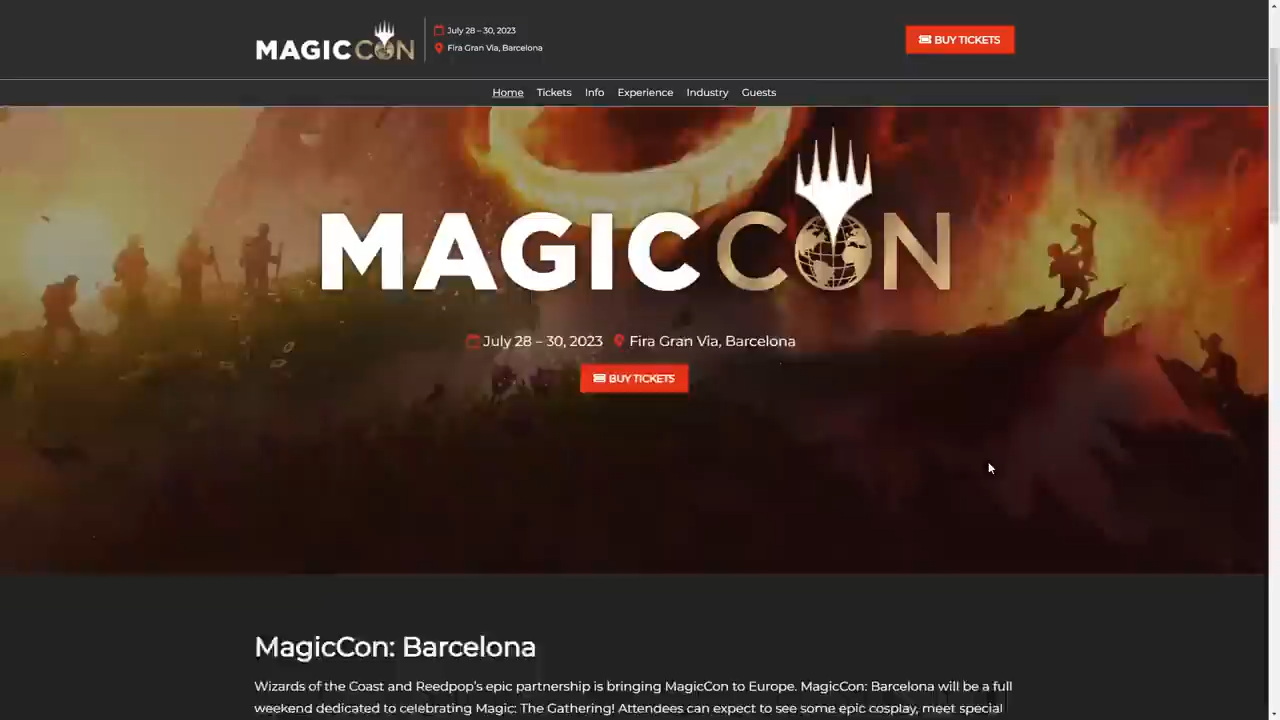 MAGICCON
July 28 – 30, 2023
Fira Gran Via, Barcelona
BUY TICKETS
Home Tickets Info Experience Industry Guests
MAGICCON
July 28 – 30, 2023 Fira Gran Via, Barcelona
BUY TICKETS
MagicCon: Barcelona
Wizards of the Coast and Reedpop's epic partnership is bringing MagicCon to Europe. MagicCon: Barcelona will be a full
weekend dedicated to celebrating Magic: The Gathering! Attendees can expect to see some epic cosplay, meet special